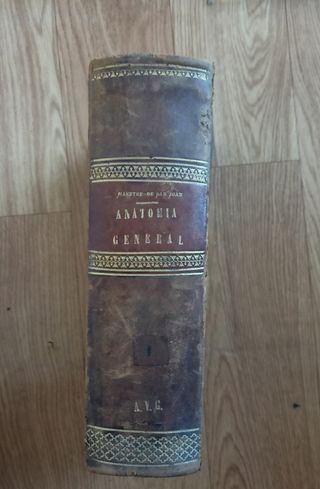 MAESTRE-DE SAN JUAN
ANATOMIA
GENERAL
A.V.G.